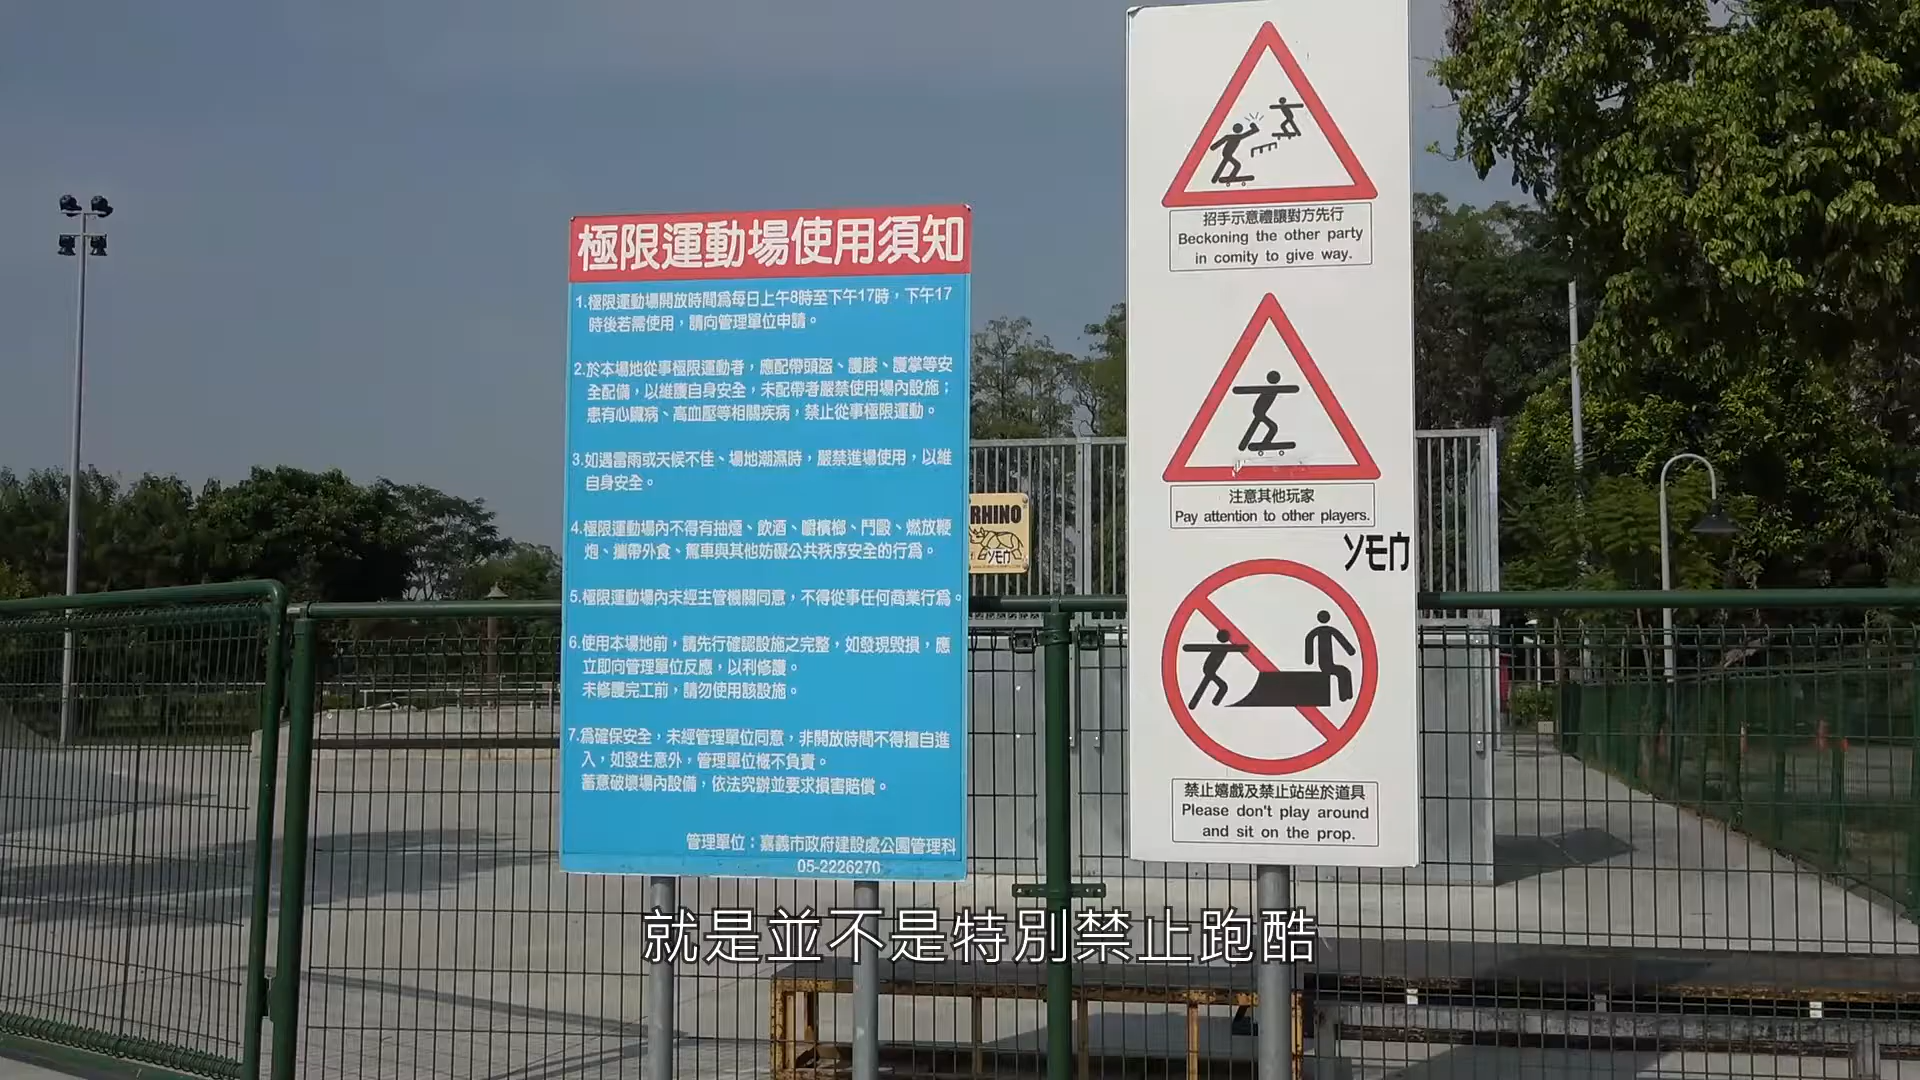 極限運動場使用須知
1.極限運動場開放時間為每日上午8時至下午17時，下午17
時後若需使用，請向管理單位申請。
2.於本場地從事極限運動者，應配帶頭盔、護膝、護掌等安
全配備，以維護自身安全，未配帶者嚴禁使用場內設施；
患有心臟病、高血壓等相關疾病，禁止從事極限運動。
3.如遇雷雨或天候不佳、場地潮濕時，嚴禁進場使用，以維
自身安全。
4.極限運動場內不得有抽煙、飲酒、嚼檳榔、鬥毆、燃放鞭
炮、攜帶外食、駕車與其他妨礙公共秩序安全的行為。
5.極限運動場內未經主管機關同意，不得從事任何商業行為。
6.使用本場地前，請先行確認設施之完整，如發現毀損，應
立即向管理單位反應，以利修護。
未修護完工前，請勿使用該設施。
7.為確保安全，未經管理單位同意，非開放時間不得擅自進
入，如發生意外，管理單位概不負責。
蓄意破壞場內設備，依法究辦並要求損害賠償。
管理單位：嘉義市政府建設處公園管理科
05-2226270
RHINO
YEN
招手示意禮讓對方先行
Beckoning the other party
in comity to give way.
注意其他玩家
Pay attention to other players.
YEN
禁止嬉戲及禁止站坐於道具
Please don't play around
and sit on the prop.
就是並不是特別禁止跑酷